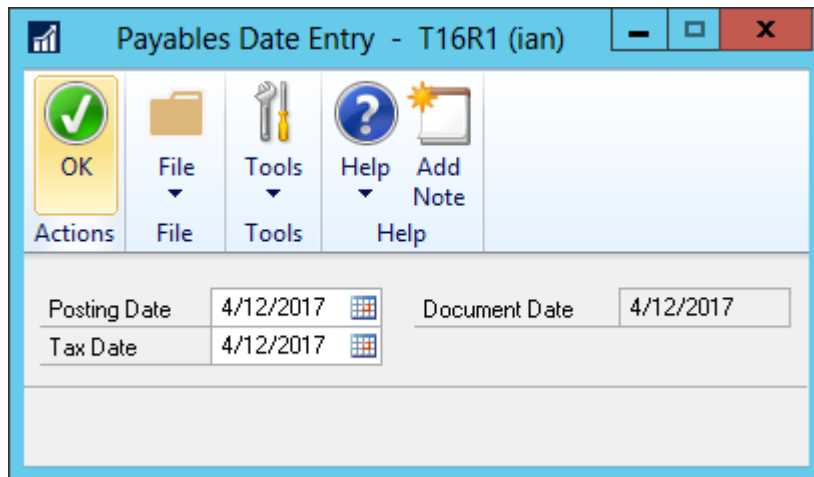 Payables Date Entry - T16R1 (ian)
OK File Tools Help Add Note
Actions File Tools Help
Posting Date 4/12/2017 Document Date 4/12/2017
Tax Date 4/12/2017